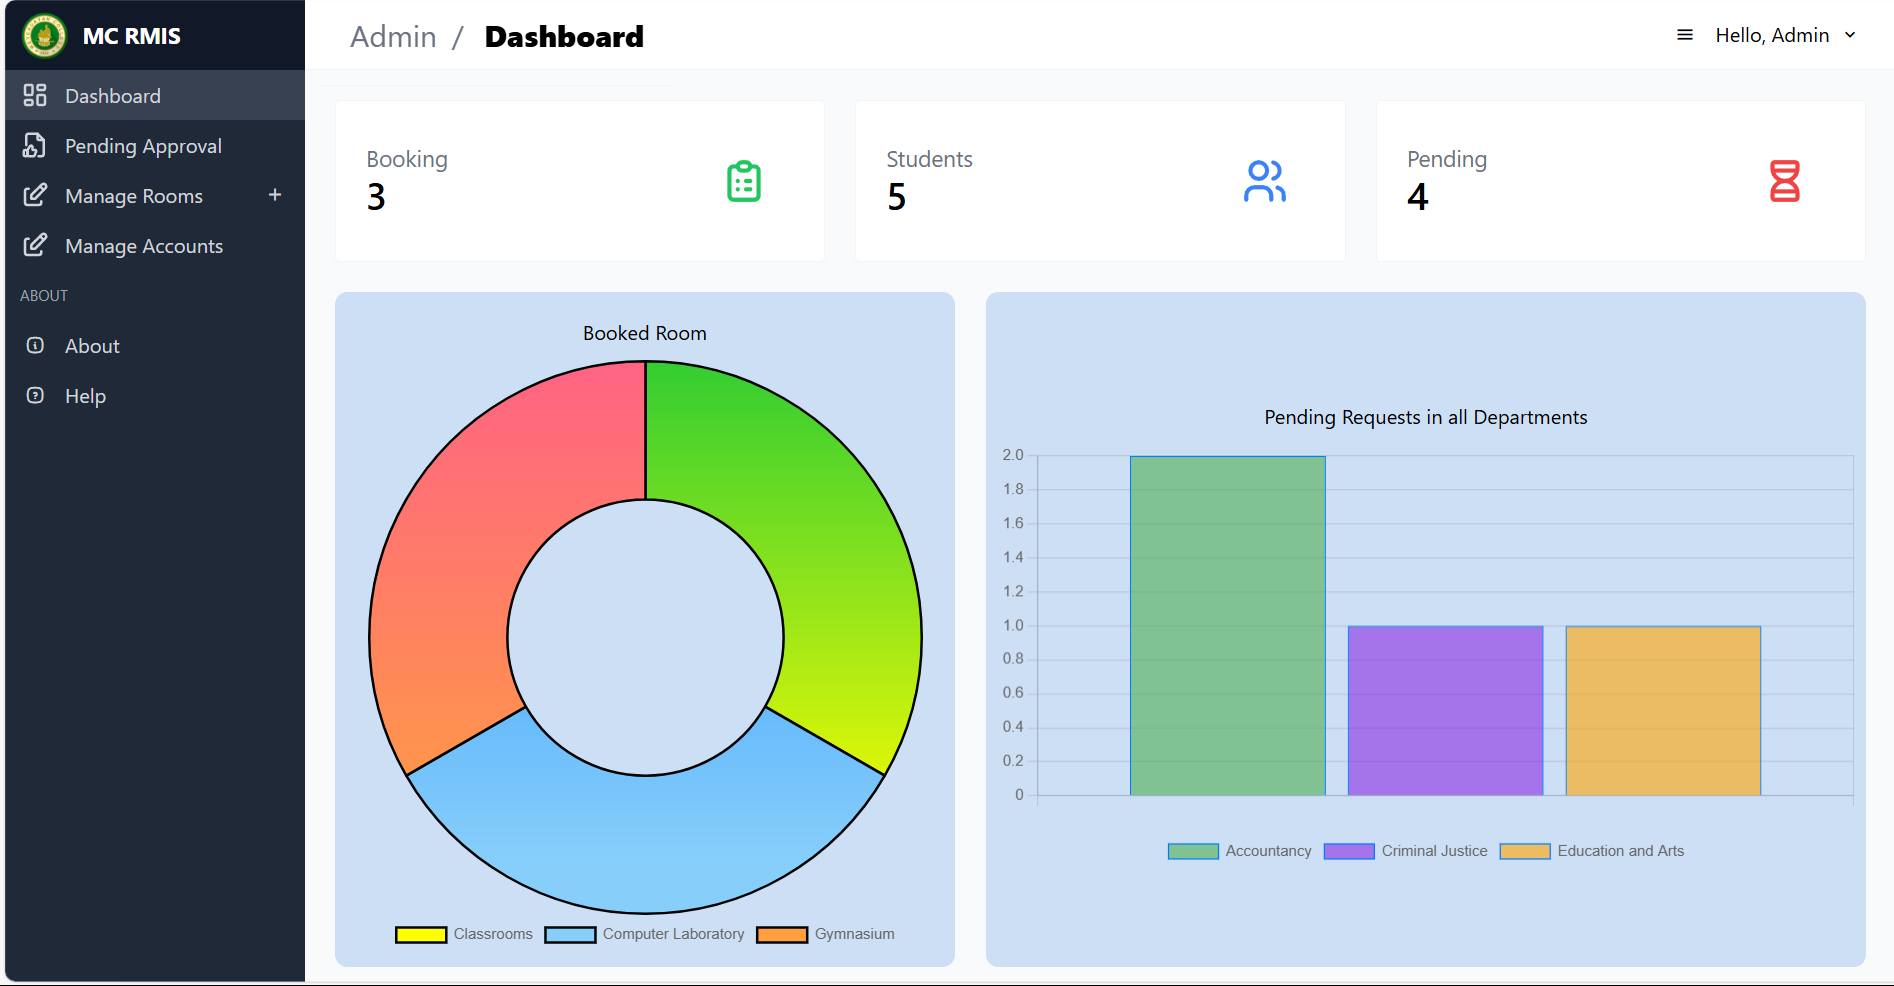 MC RMIS
Admin / Dashboard
Hello, Admin
Dashboard
Pending Approval
Manage Rooms +
Manage Accounts
ABOUT
About
Help
Booking
3
Students
5
Pending
4
Booked Room
Classrooms Computer Laboratory Gymnasium
Pending Requests in all Departments
2.0
1.8
1.6
1.4
1.2
1.0
0.8
0.6
0.4
0.2
0
Accountancy Criminal Justice Education and Arts